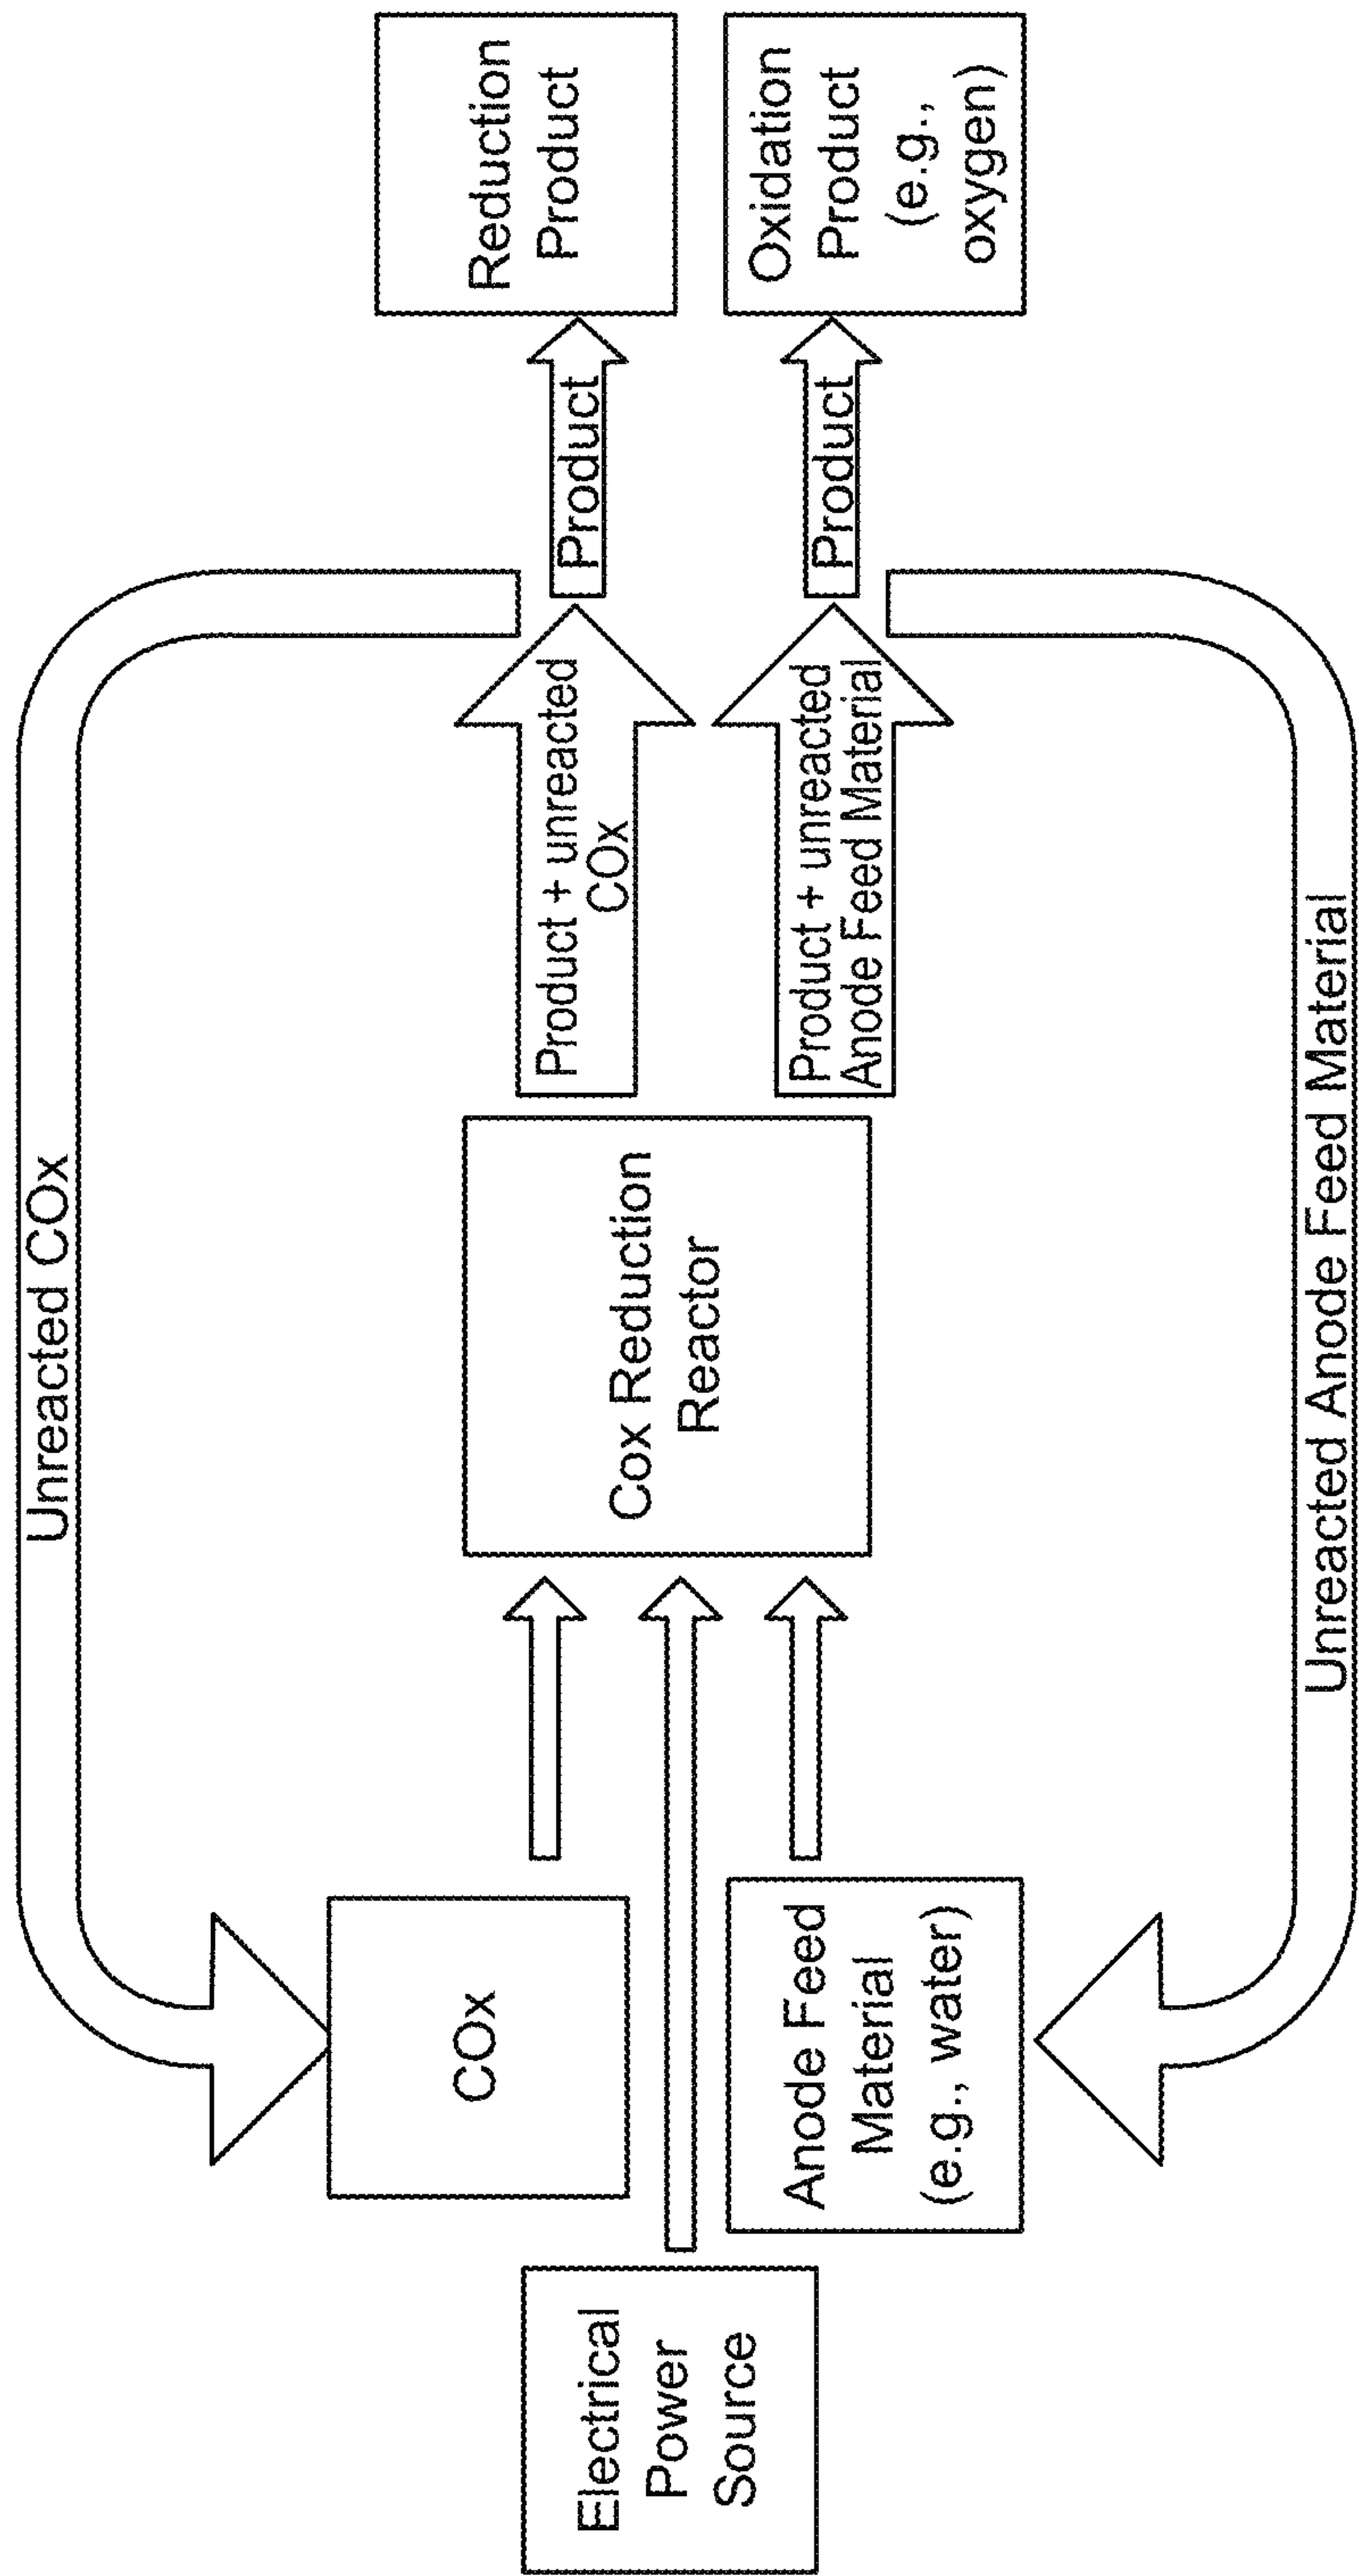 Unreacted COx
Electrical
Power
Source
COx
Anode Feed
Material
(e.g., water)
Cox Reduction
Reactor
Product + unreacted
COx
Product + unreacted
Anode Feed Material
Product
Product
Reduction
Product
Oxidation
Product
(e.g.,
oxygen)
Unreacted Anode Feed Material